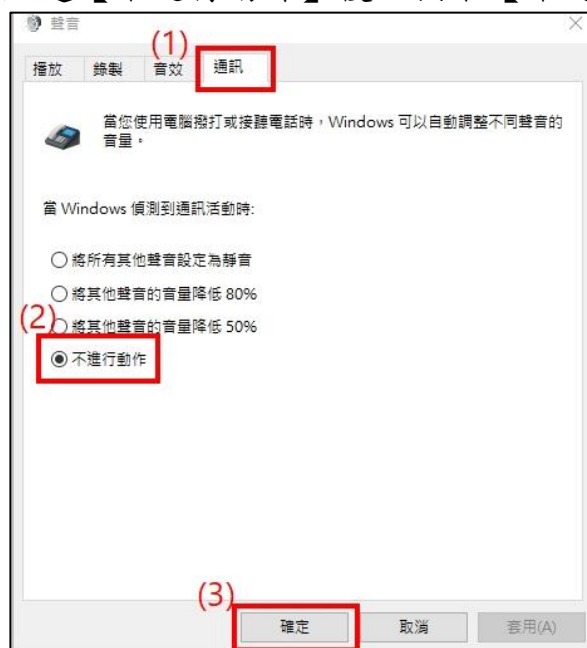 聲音
(1)
播放 錄製 音效 通訊
當您使用電腦撥打或接聽電話時，Windows 可以自動調整不同聲音的
音量。
當 Windows 偵測到通訊活動時:
將所有其他聲音設定為靜音
將其他聲音的音量降低 80%
(2)
將其他聲音的音量降低 50%
不進行動作
(3)
確定 取消 套用(A)